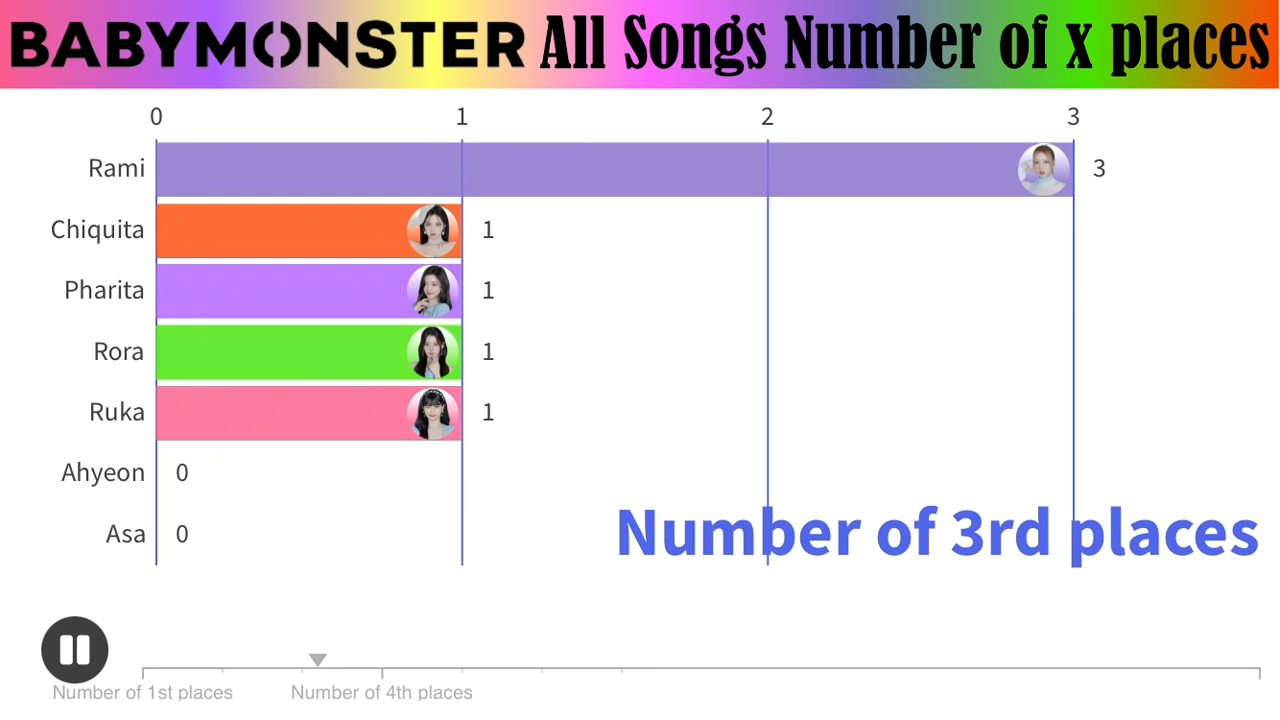 BABYMONSTER All Songs Number of x places
0 1 2 3
Rami 3
Chiquita 1
Pharita 1
Rora 1
Ruka 1
Ahyeon 0
Asa 0
Number of 3rd places
Number of 1st places Number of 4th places